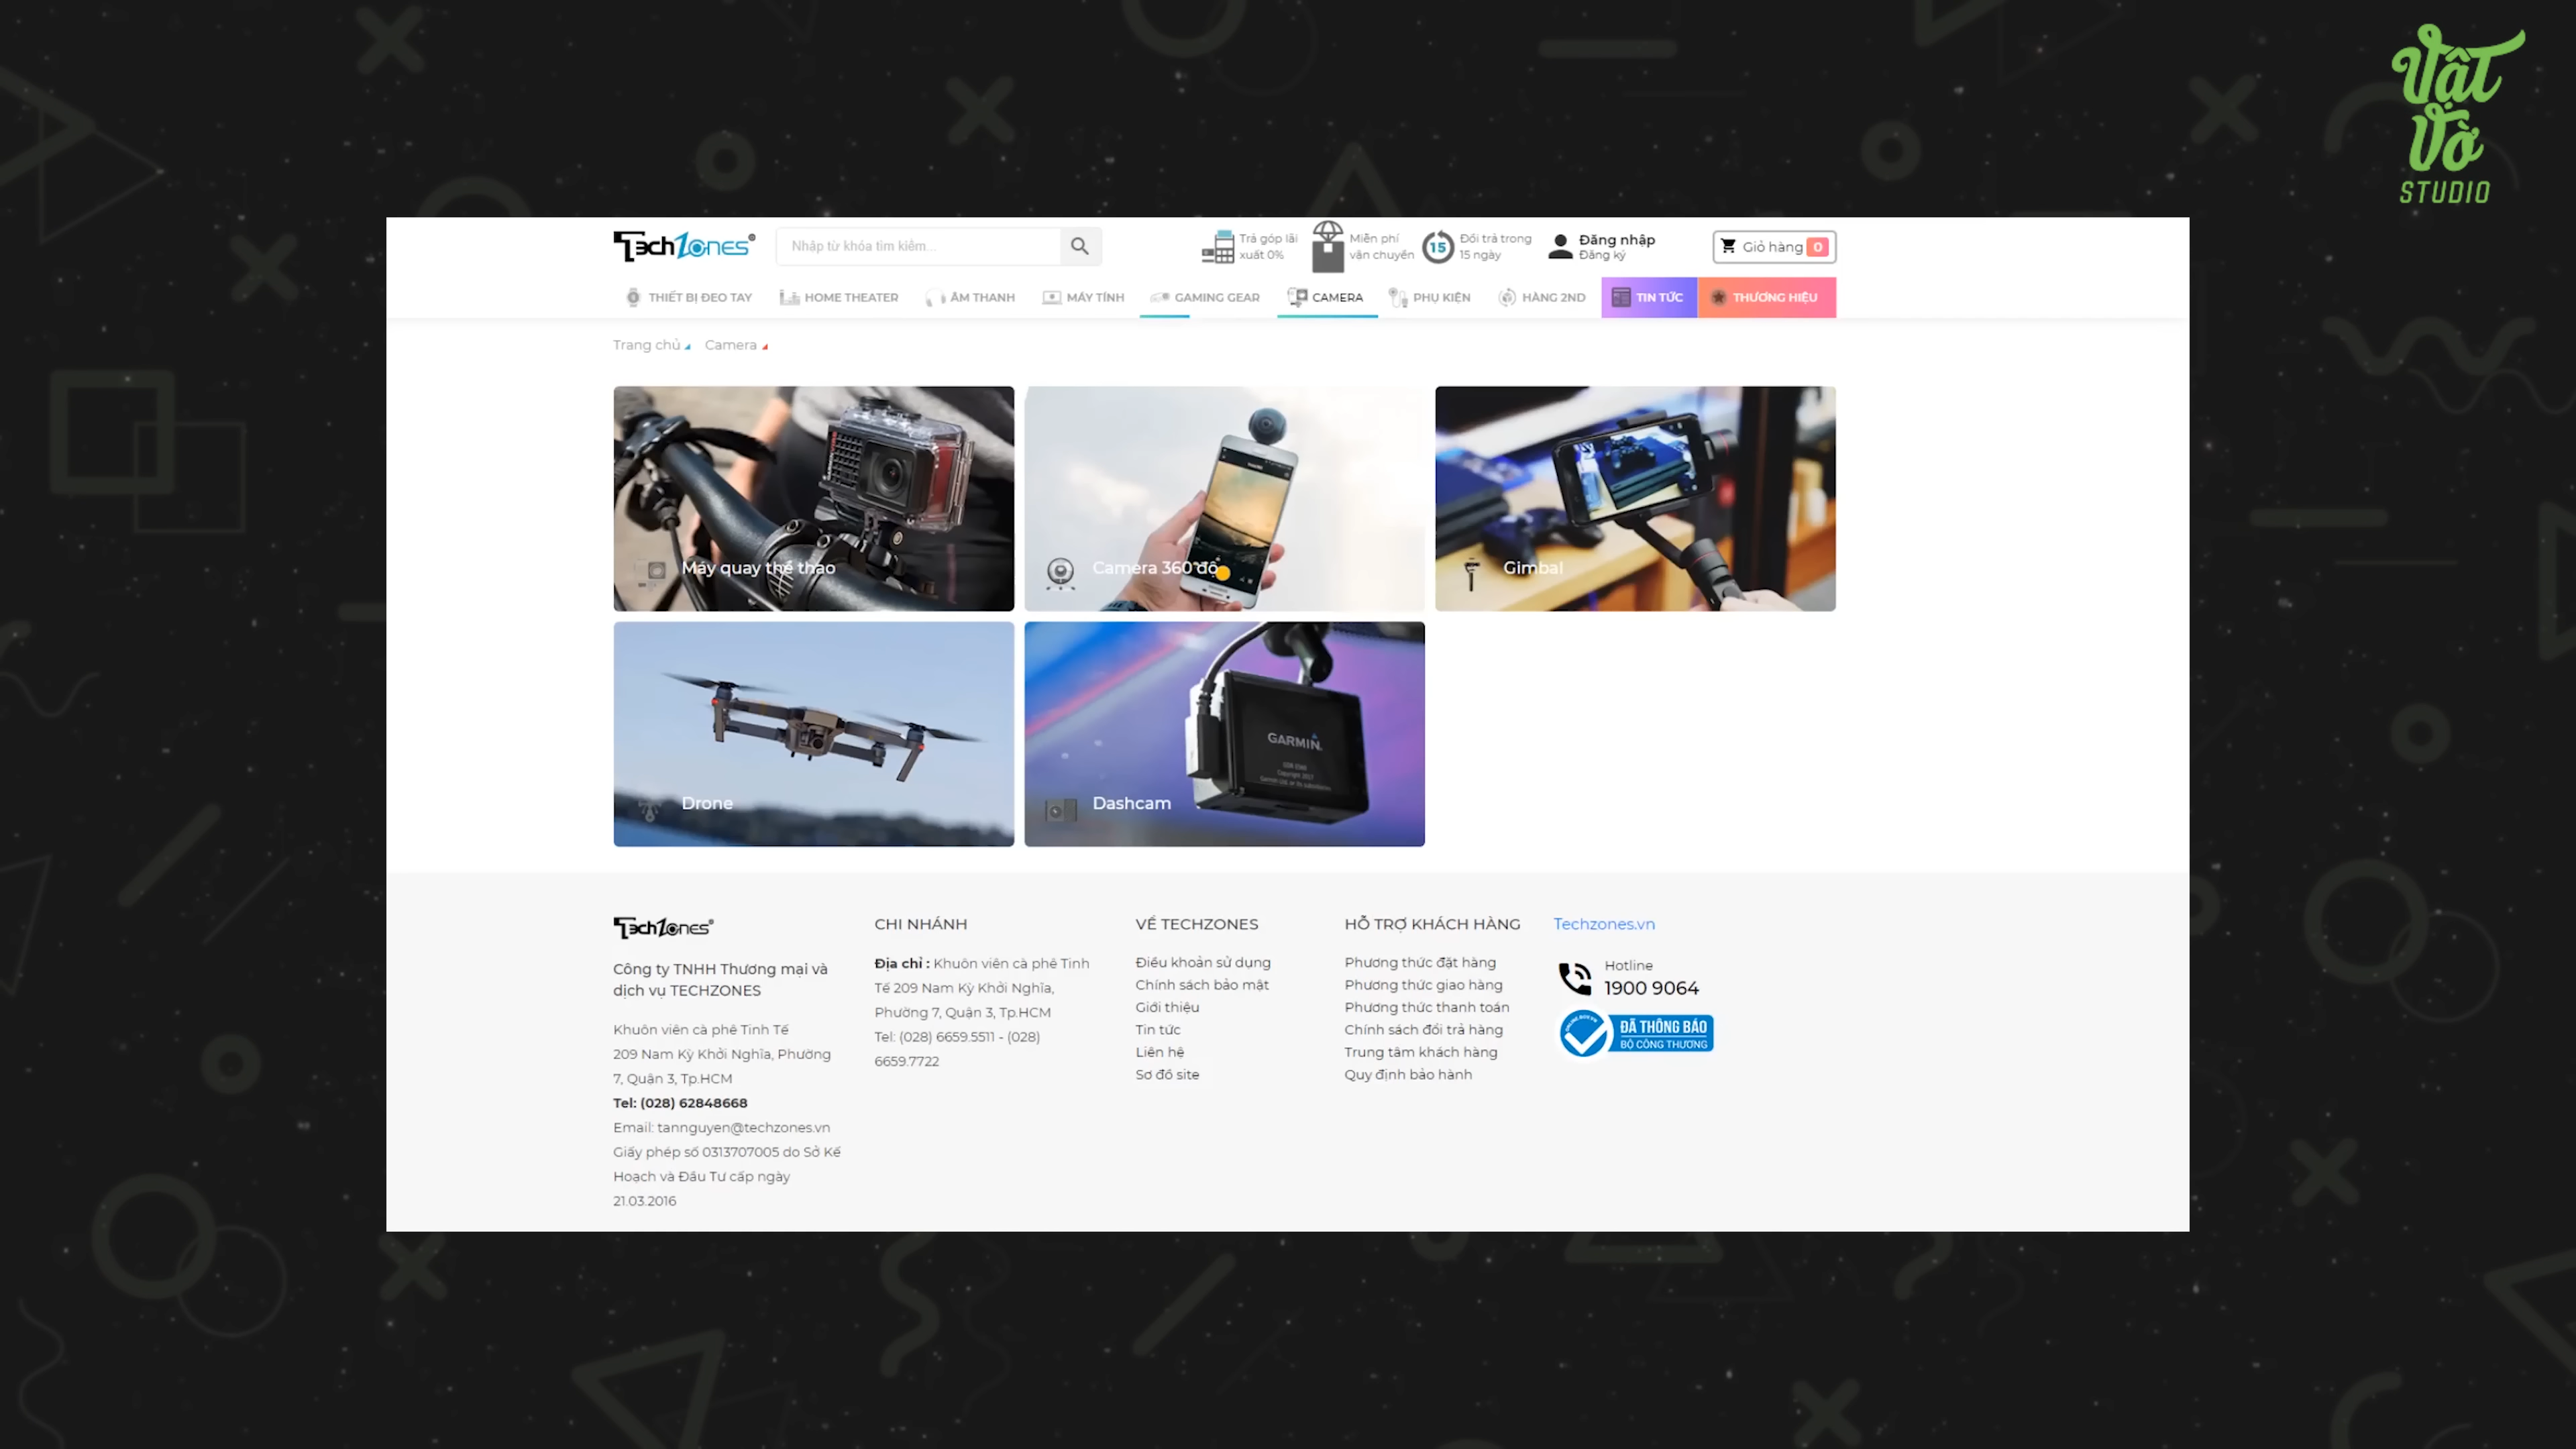 Vật
Vờ
STUDIO
TechZones®
Nhập từ khóa tìm kiếm...
Trả góp lãi
xuất 0%
Miễn phí
vận chuyển
15
Đổi trả trong
15 ngày
Đăng nhập
Đăng ký
Giỏ hàng 0
THIẾT BỊ ĐEO TAY
HOME THEATER
ÂM THANH
MÁY TÍNH
GAMING GEAR
CAMERA
PHỤ KIỆN
HÀNG 2ND
TIN TỨC
THƯƠNG HIỆU
Trang chủ
Camera
Máy quay thể thao
Camera 360 độ
Gimbal
Drone
GARMIN
Dashcam
TechZones®
Công ty TNHH Thương mại và
dịch vụ TECHZONES
Khuôn viên cà phê Tinh Tế
209 Nam Kỳ Khởi Nghĩa, Phường
7, Quận 3, Tp.HCM
Tel: (028) 62848668
Email: tannguyen@techzones.vn
Giấy phép số 0313707005 do Sở Kế
Hoạch và Đầu Tư cấp ngày
21.03.2016
CHI NHÁNH
Địa chỉ : Khuôn viên cà phê Tinh
Tế 209 Nam Kỳ Khởi Nghĩa,
Phường 7, Quận 3, Tp.HCM
Tel: (028) 6659.5511 - (028)
6659.7722
VỀ TECHZONES
Điều khoản sử dụng
Chính sách bảo mật
Giới thiệu
Tin tức
Liên hệ
Sơ đồ site
HỖ TRỢ KHÁCH HÀNG
Phương thức đặt hàng
Phương thức giao hàng
Phương thức thanh toán
Chính sách đổi trả hàng
Trung tâm khách hàng
Quy định bảo hành
Techzones.vn
Hotline
1900 9064
ĐÃ THÔNG BÁO
BỘ CÔNG THƯƠNG